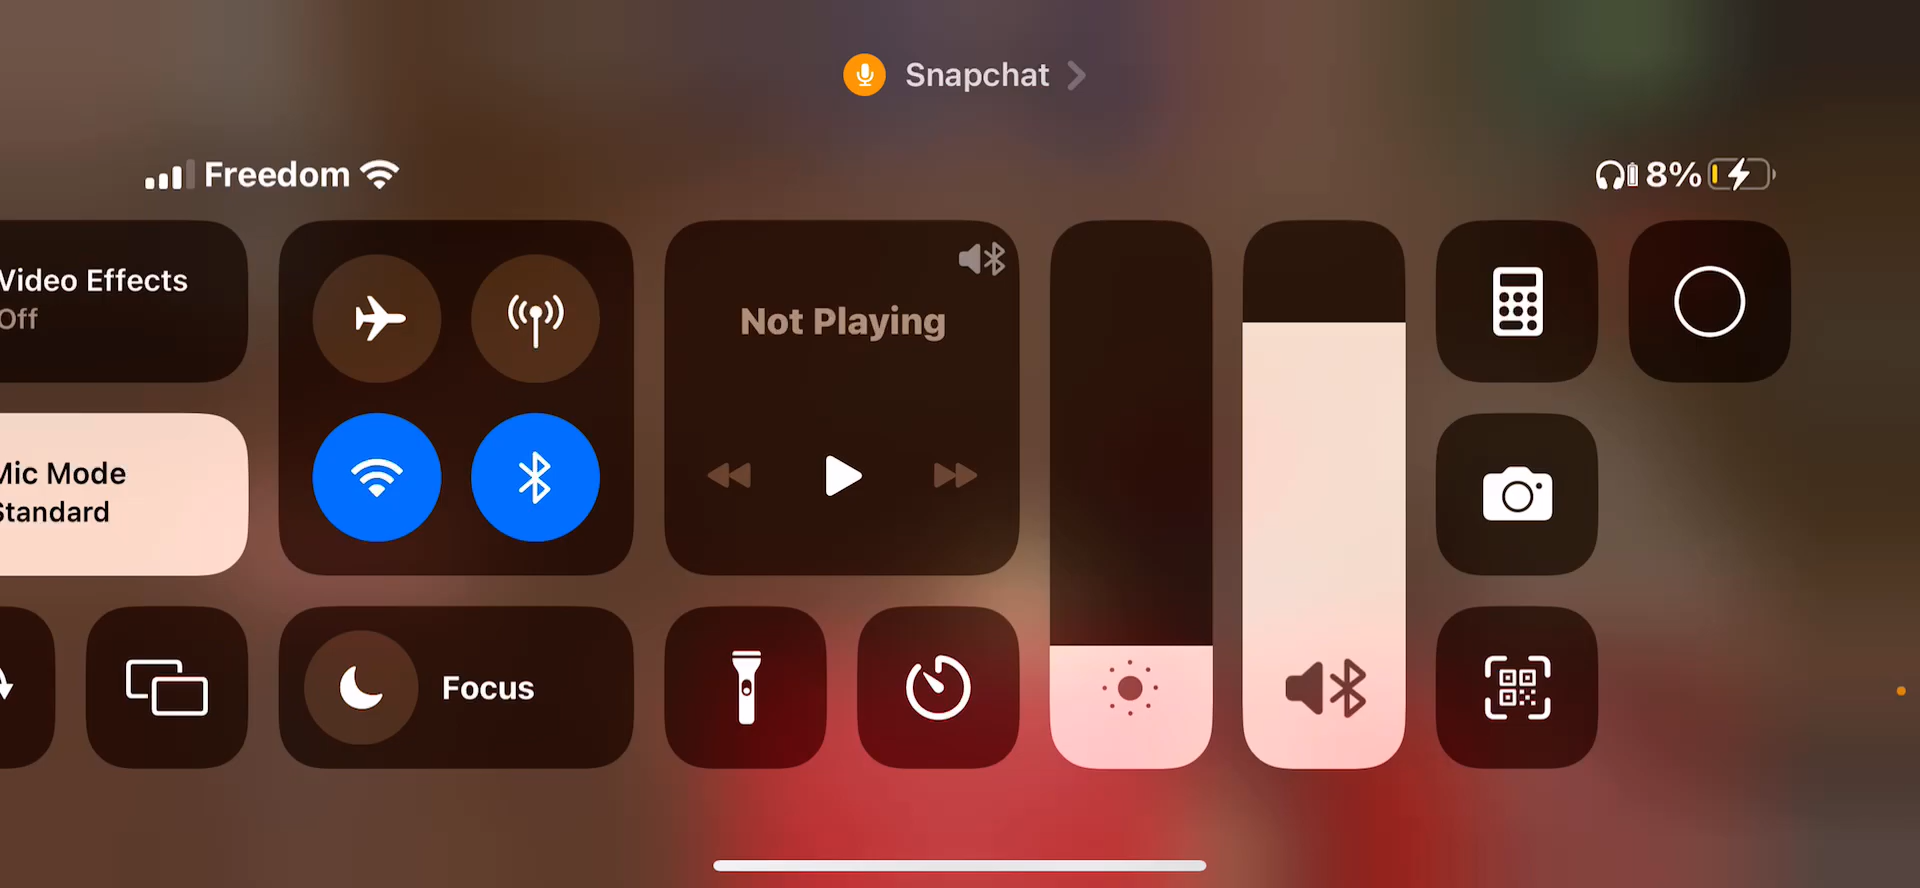 Snapchat
Freedom
8%
Video Effects
Off
Not Playing
Mic Mode
Standard
Focus